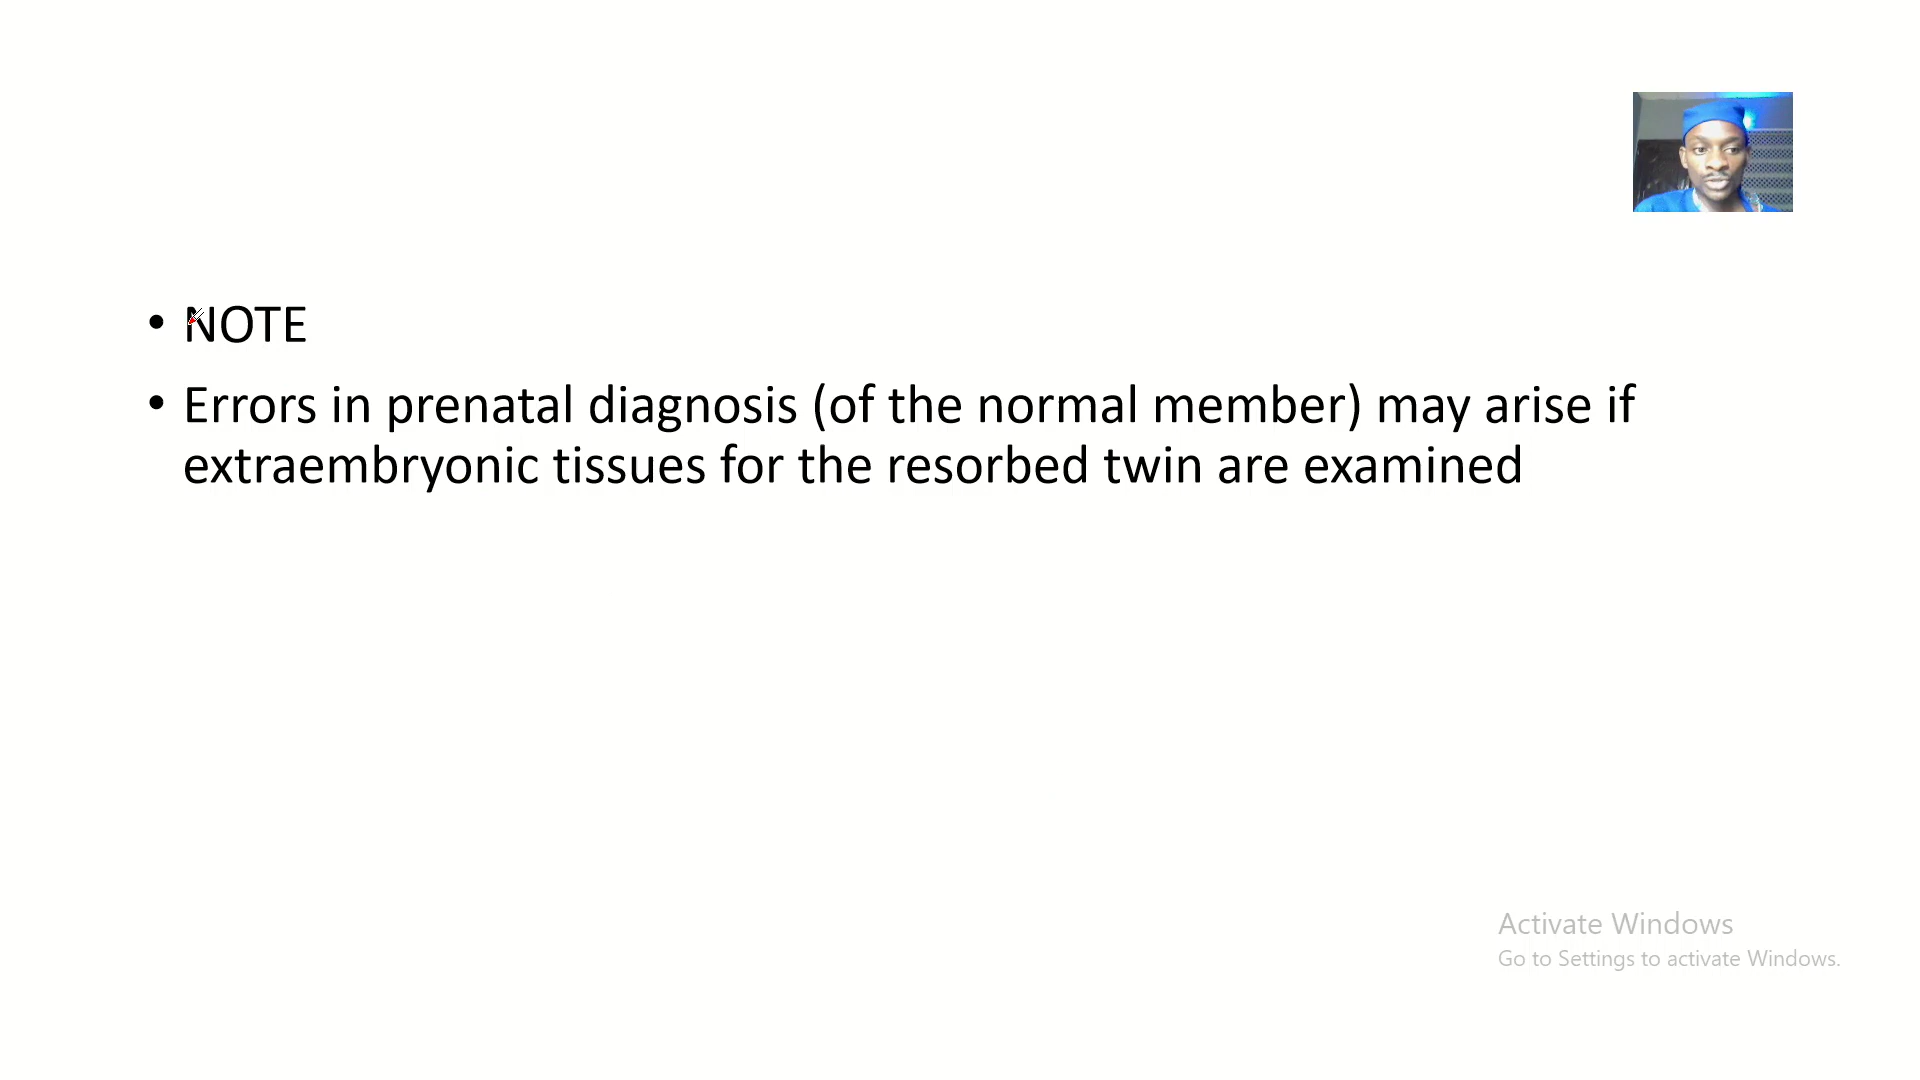 • NOTE
• Errors in prenatal diagnosis (of the normal member) may arise if
extraembryonic tissues for the resorbed twin are examined
Activate Windows
Go to Settings to activate Windows.